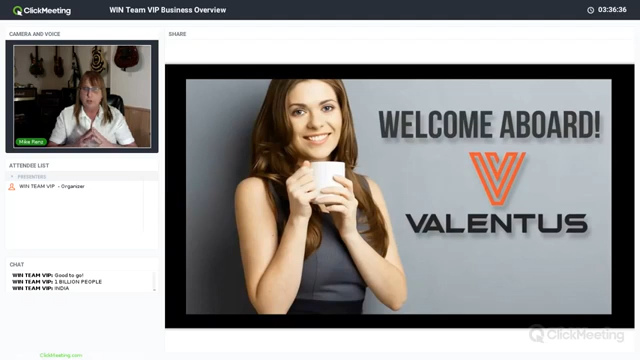 ClickMeeting
WIN Team VIP Business Overview
03:36:36
CAMERA AND VOICE
Mike Panz
ATTENDEE LIST
PRESENTERS
WIN TEAM VIP - Organizer
CHAT
WIN TEAM VIP: Good to go!
WIN TEAM VIP: 1 BILLION PEOPLE
WIN TEAM VIP: INDIA
ClickMeeting.com
SHARE
WELCOME ABOARD!
VALENTUS
ClickMeeting